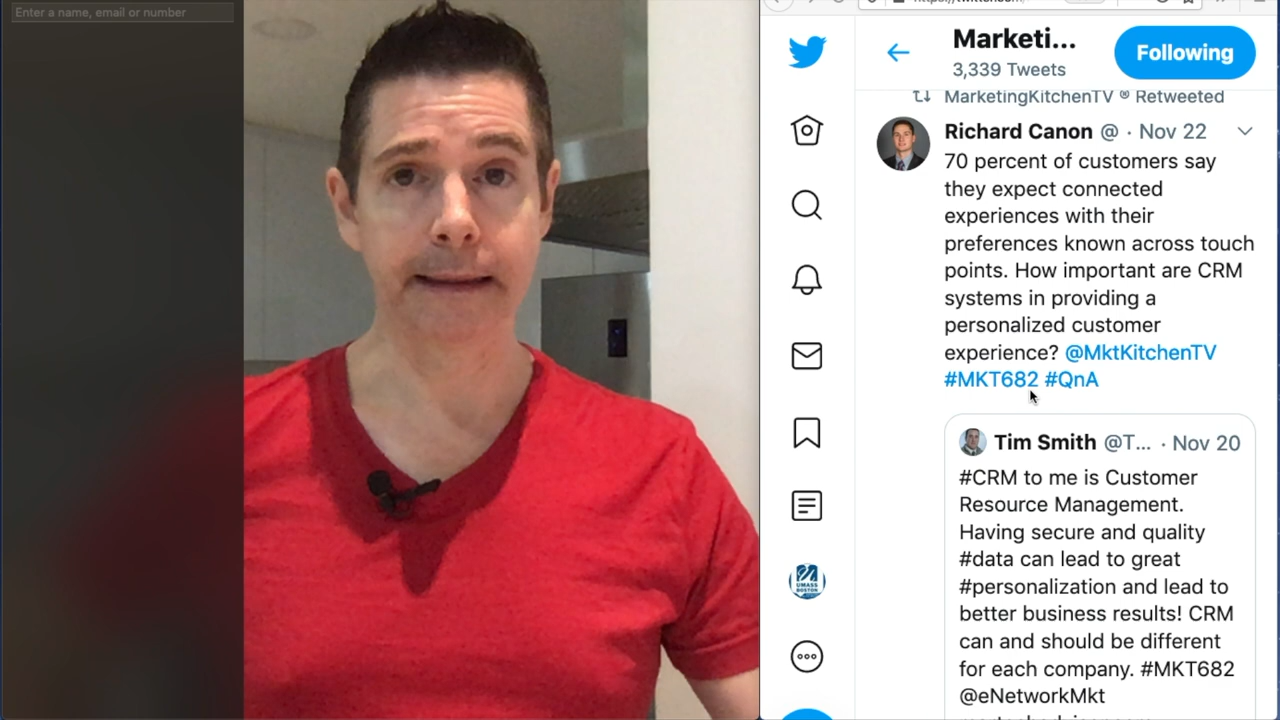 Enter a name, email or number
Marketi...
3,339 Tweets
Following
MarketingKitchenTV ® Retweeted
Richard Canon @ · Nov 22
70 percent of customers say
they expect connected
experiences with their
preferences known across touch
points. How important are CRM
systems in providing a
personalized customer
experience? @MktKitchenTV
#MKT682 #QnA
Tim Smith @T... · Nov 20
#CRM to me is Customer
Resource Management.
Having secure and quality
#data can lead to great
#personalization and lead to
better business results! CRM
can and should be different
for each company. #MKT682
@eNetworkMkt
UMASS
BOSTON